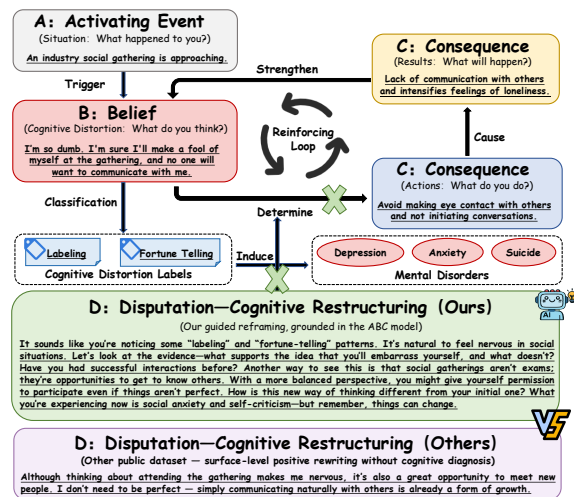 A: Activating Event
(Situation: What happened to you?)
An industry social gathering is approaching.
Trigger
Strengthen
C: Consequence
(Results: What will happen?)
Lack of communication with others
and intensifies feelings of loneliness.
B: Belief
(Cognitive Distortion: What do you think?)
I'm so dumb. I'm sure I'll make a fool of
myself at the gathering, and no one will
want to communicate with me.
Reinforcing
Loop
Cause
C: Consequence
(Actions: What do you do?)
Avoid making eye contact with others
and not initiating conversations.
Classification
Determine
Labeling
Fortune Telling
Cognitive Distortion Labels
Induce
Depression
Anxiety
Suicide
Mental Disorders
AI
D: Disputation—Cognitive Restructuring (Ours)
(Our guided reframing, grounded in the ABC model)
It sounds like you're noticing some "labeling" and "fortune-telling" patterns. It's natural to feel nervous in social
situations. Let's look at the evidence—what supports the idea that you'll embarrass yourself, and what doesn't?
Have you had successful interactions before? Another way to see this is that social gatherings aren't exams;
they're opportunities to get to know others. With a more balanced perspective, you might give yourself permission
to participate even if things aren't perfect. How is this new way of thinking different from your initial one? What
you're experiencing now is social anxiety and self-criticism—but remember, things can change.
VS
D: Disputation—Cognitive Restructuring (Others)
(Other public dataset — surface-level positive rewriting without cognitive diagnosis)
Although thinking about attending the gathering makes me nervous, it's also a great opportunity to meet new
people. I don't need to be perfect — simply communicating naturally with others is already a form of growth.